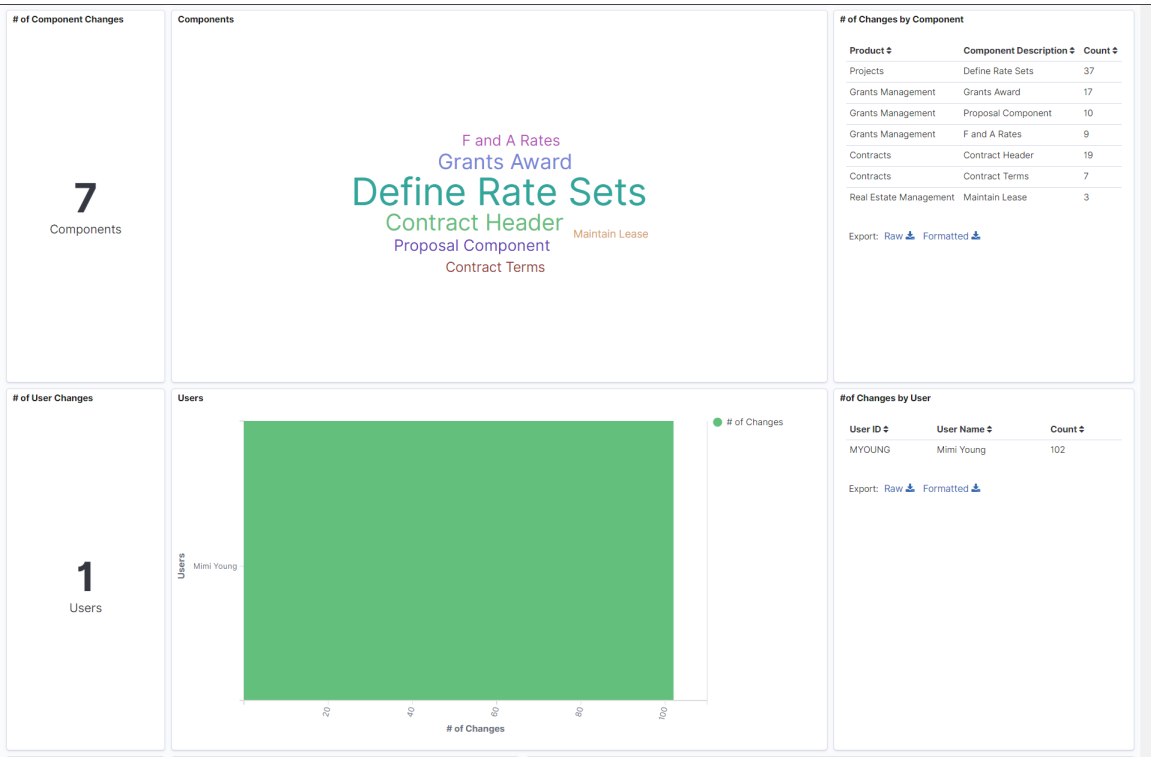 # of Component Changes
7
Components
Components
F and A Rates
Grants Award
Define Rate Sets
Contract Header
Maintain Lease
Proposal Component
Contract Terms
# of Changes by Component
Product Component Description Count
Projects Define Rate Sets 37
Grants Management Grants Award 17
Grants Management Proposal Component 10
Grants Management F and A Rates 9
Contracts Contract Header 19
Contracts Contract Terms 7
Real Estate Management Maintain Lease 3
Export: Raw Formatted
# of User Changes
1
Users
Users
# of Changes
Users
Mimi Young
20 40 60 80 100
# of Changes
#of Changes by User
User ID User Name Count
MYOUNG Mimi Young 102
Export: Raw Formatted